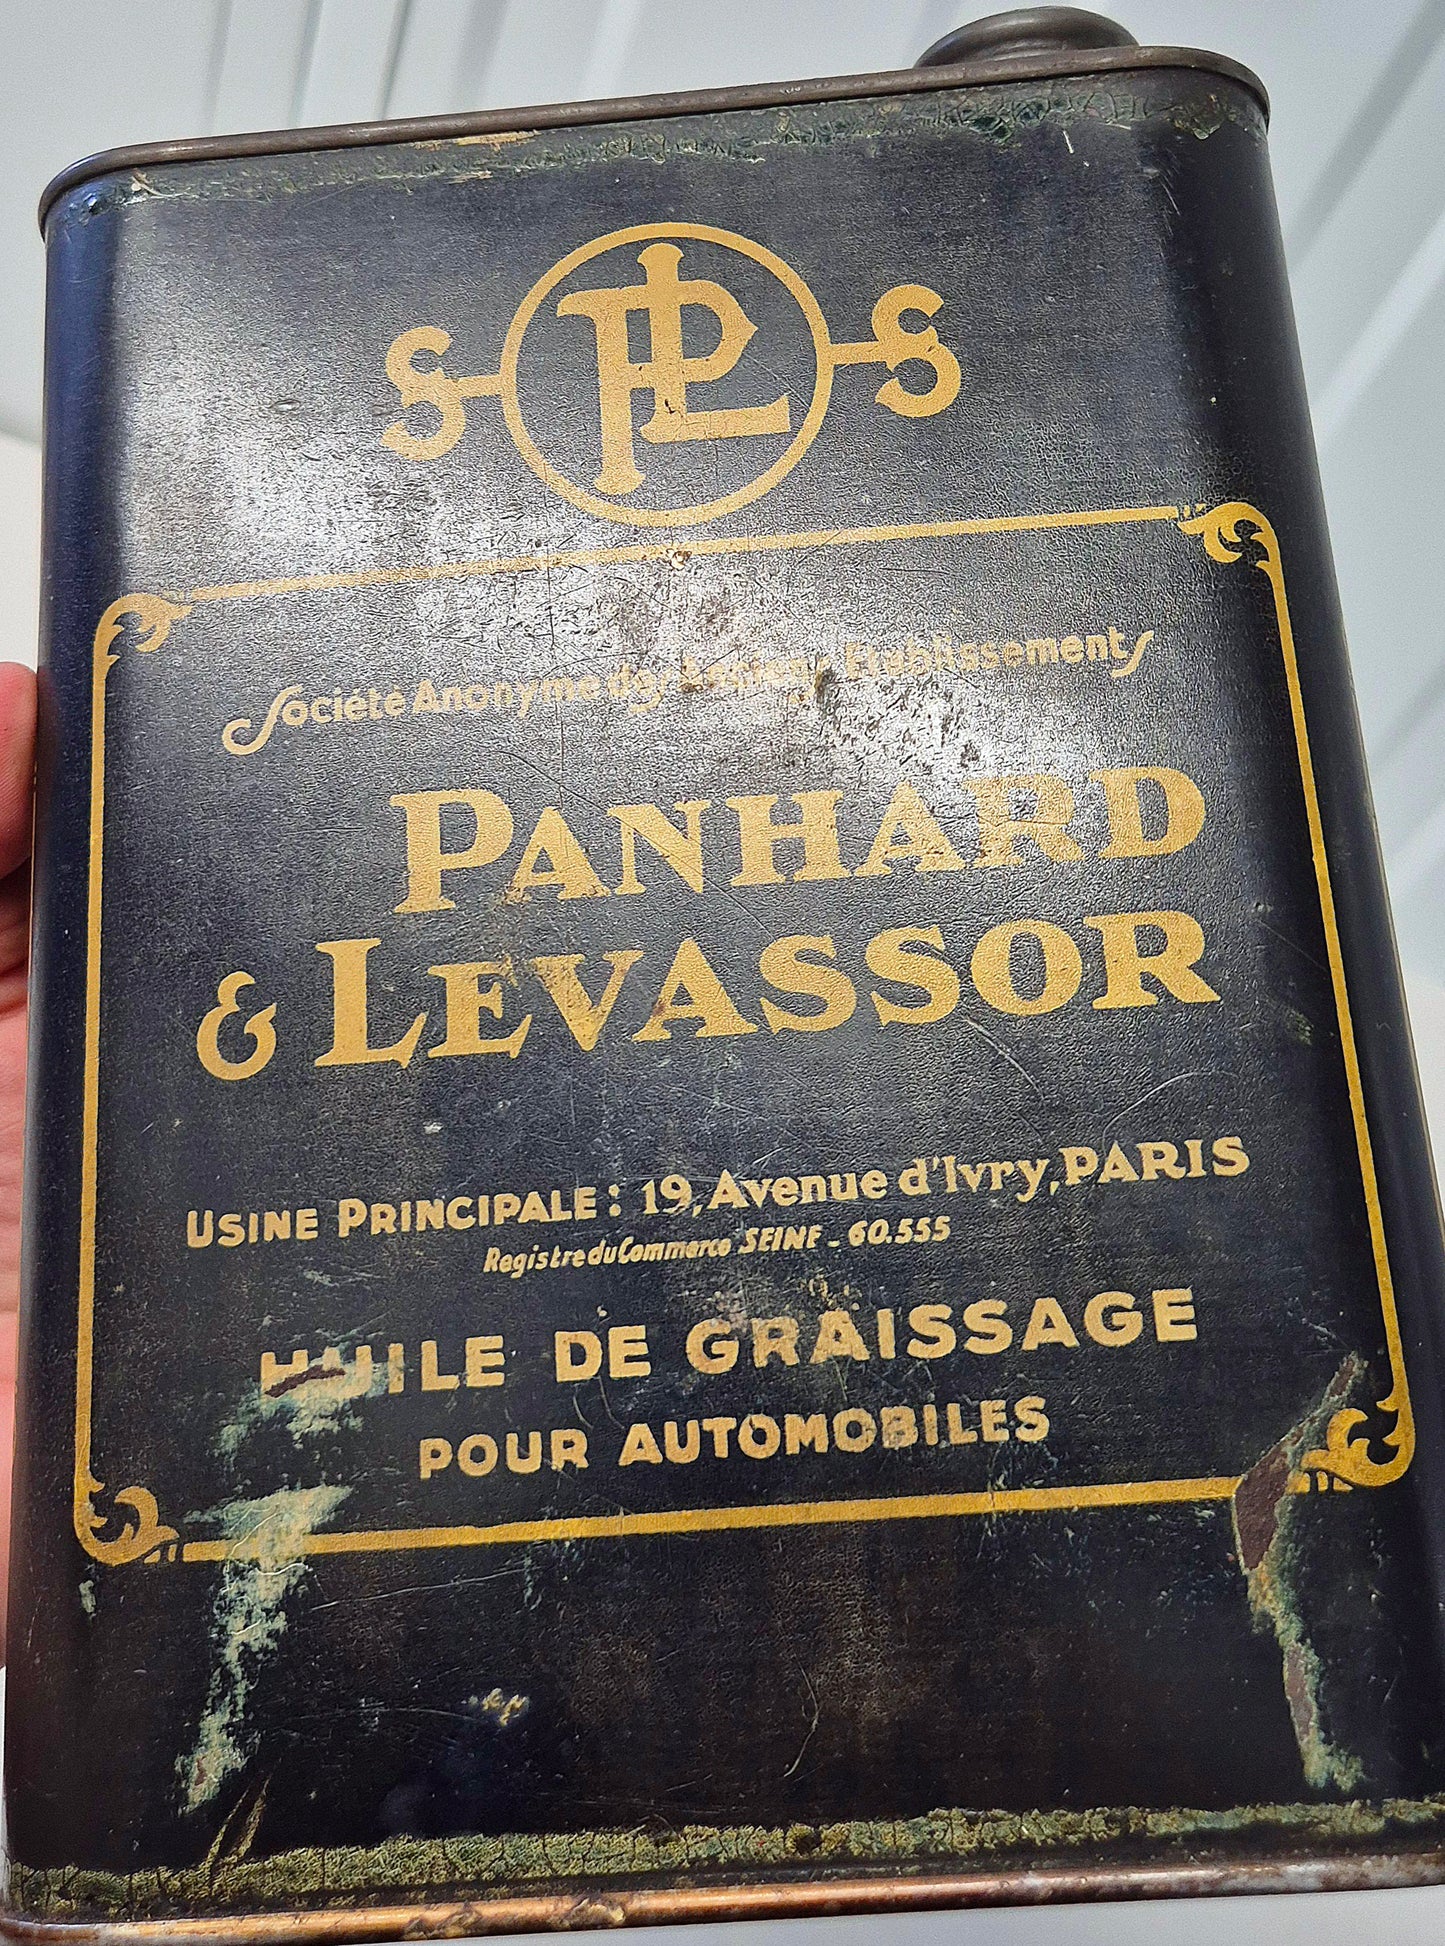 S PL S
Société Anonyme des Anciens Etablissements
PANHARD
& LEVASSOR
USINE PRINCIPALE : 19, Avenue d'Ivry, PARIS
Registre du Commerce SEINE - 60.555
HUILE DE GRAISSAGE
POUR AUTOMOBILES